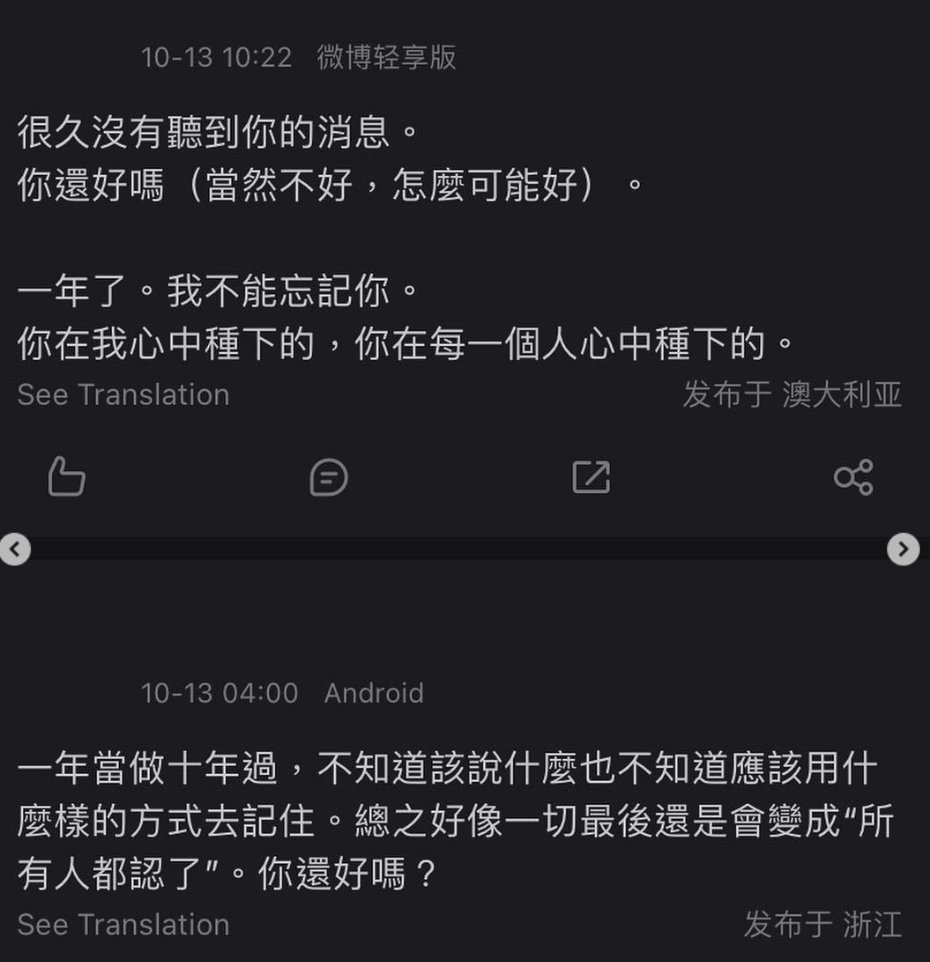 10-13 10:22 微博轻享版
很久沒有聽到你的消息。
你還好嗎（當然不好，怎麼可能好）。
一年了。我不能忘記你。
你在我心中種下的，你在每一個人心中種下的。
See Translation 发布于 澳大利亚
10-13 04:00 Android
一年當做十年過，不知道該說什麼也不知道應該用什
麼樣的方式去記住。總之好像一切最後還是會變成“所
有人都認了”。你還好嗎？
See Translation 发布于 浙江